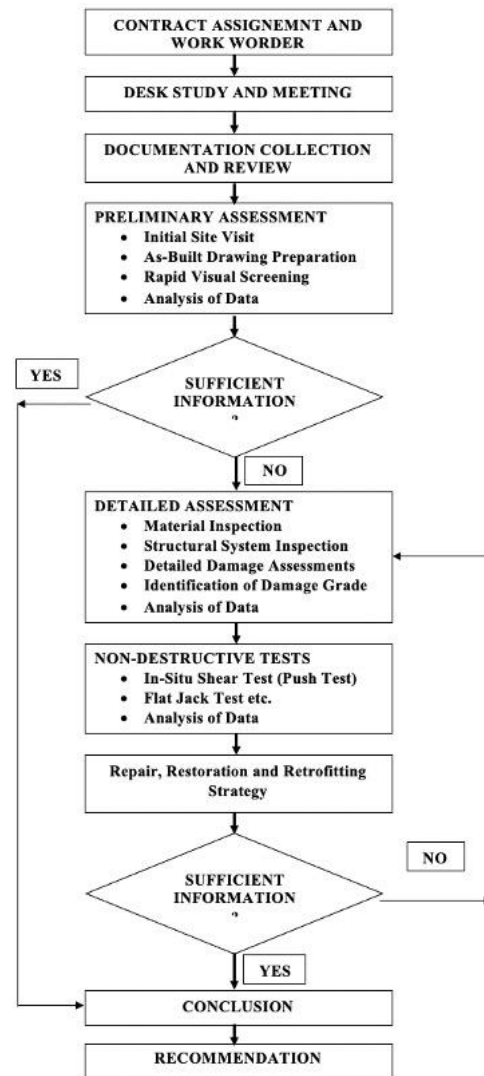 CONTRACT ASSIGNEMNT AND
WORK WORDER
DESK STUDY AND MEETING
DOCUMENTATION COLLECTION
AND REVIEW
PRELIMINARY ASSESSMENT
• Initial Site Visit
• As-Built Drawing Preparation
• Rapid Visual Screening
• Analysis of Data
YES
SUFFICIENT
INFORMATION
?
NO
DETAILED ASSESSMENT
• Material Inspection
• Structural System Inspection
• Detailed Damage Assessments
• Identification of Damage Grade
• Analysis of Data
NON-DESTRUCTIVE TESTS
• In-Situ Shear Test (Push Test)
• Flat Jack Test etc.
• Analysis of Data
Repair, Restoration and Retrofitting
Strategy
NO
SUFFICIENT
INFORMATION
?
YES
CONCLUSION
RECOMMENDATION